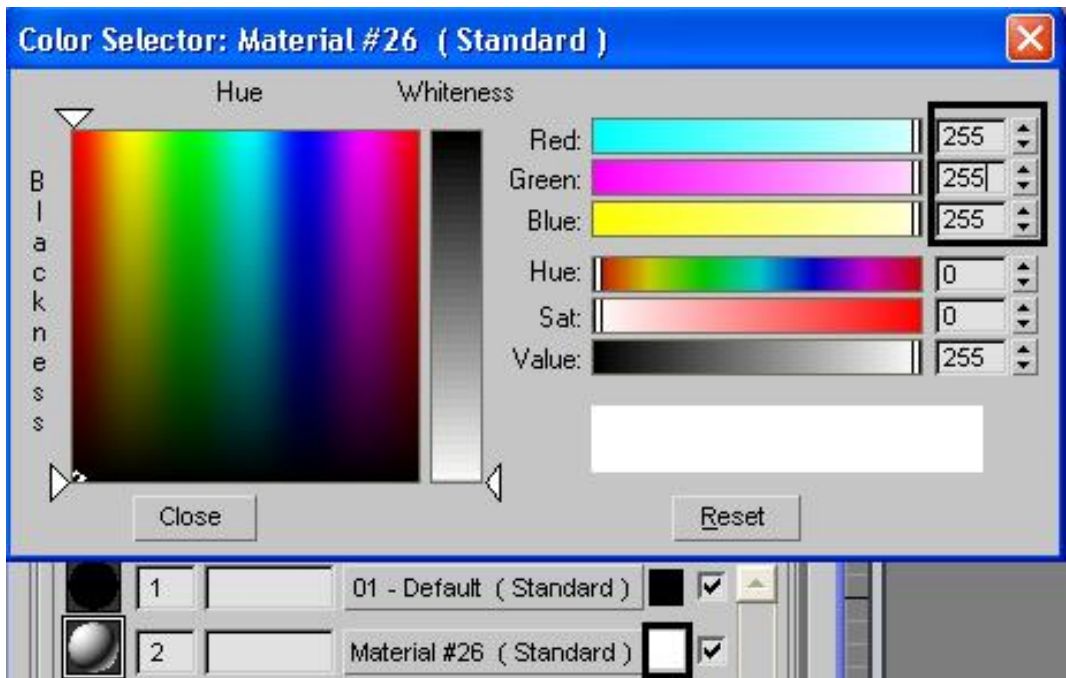 Color Selector: Material #26 ( Standard )
Hue Whiteness
Blackness
Red: 255
Green: 255
Blue: 255
Hue: 0
Sat: 0
Value: 255
Close Reset
1 01 - Default ( Standard )
2 Material #26 ( Standard )